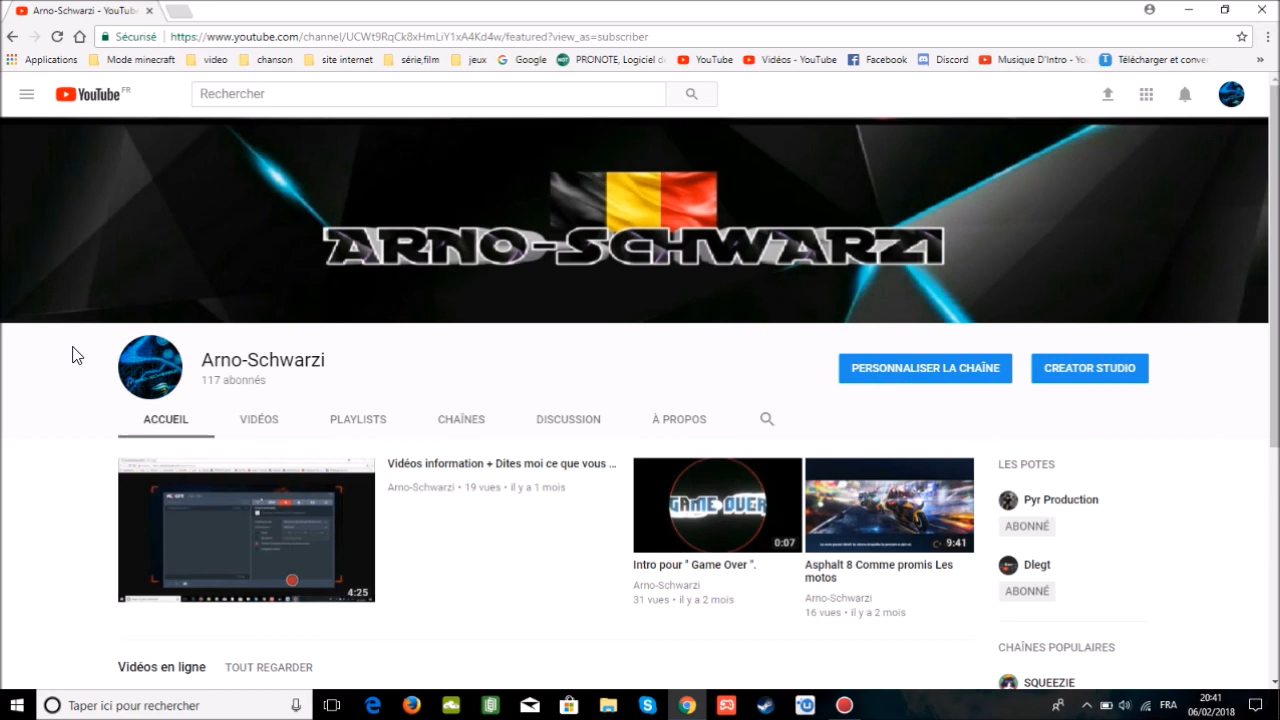 Arno-Schwarzi - YouTube
Sécurisé https://www.youtube.com/channel/UCWt9RqCk8xHmLiY1xA4Kd4w/featured?view_as=subscriber
Applications Mode minecraft video chanson site internet série,film jeux Google PRONOTE, Logiciel d YouTube Vidéos - YouTube Facebook Discord Musique D'Intro - Yo Télécharger et conve
YouTube FR
Rechercher
ARNO-SCHWARZI
Arno-Schwarzi
117 abonnés
PERSONNALISER LA CHAÎNE
CREATOR STUDIO
ACCUEIL VIDÉOS PLAYLISTS CHAÎNES DISCUSSION À PROPOS
Vidéos information + Dites moi ce que vous ...
Arno-Schwarzi • 19 vues • il y a 1 mois
4:25
GAME OVER
0:07
Intro pour " Game Over ".
Arno-Schwarzi
31 vues • il y a 2 mois
9:41
Asphalt 8 Comme promis Les
motos
Arno-Schwarzi
16 vues • il y a 2 mois
LES POTES
Pyr Production
ABONNÉ
Dlegt
ABONNÉ
CHAÎNES POPULAIRES
SQUEEZIE
Vidéos en ligne TOUT REGARDER
Taper ici pour rechercher
FRA
20:41
06/02/2018